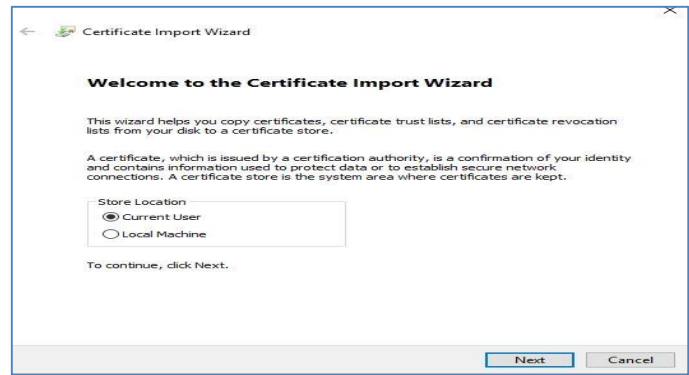 Certificate Import Wizard
Welcome to the Certificate Import Wizard
This wizard helps you copy certificates, certificate trust lists, and certificate revocation
lists from your disk to a certificate store.
A certificate, which is issued by a certification authority, is a confirmation of your identity
and contains information used to protect data or to establish secure network
connections. A certificate store is the system area where certificates are kept.
Store Location
Current User
Local Machine
To continue, click Next.
Next Cancel